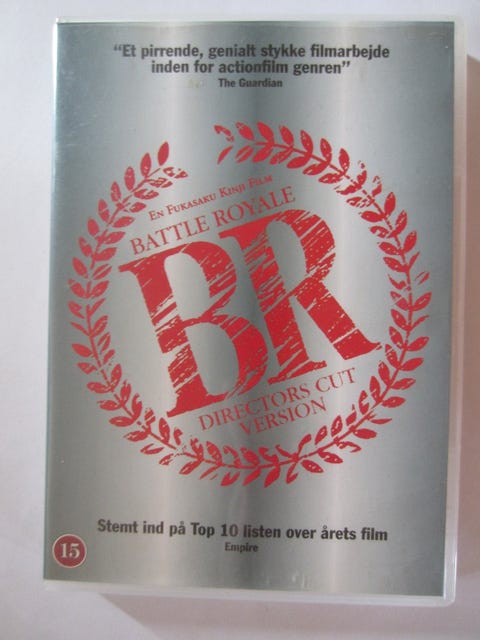 “Et pirrende, genialt stykke filmarbejde
inden for actionfilm genren”
The Guardian
En Fukasaku Kinji Film
BATTLE ROYALE
BR
DIRECTORS CUT
VERSION
Stemt ind på Top 10 listen over årets film
Empire
15